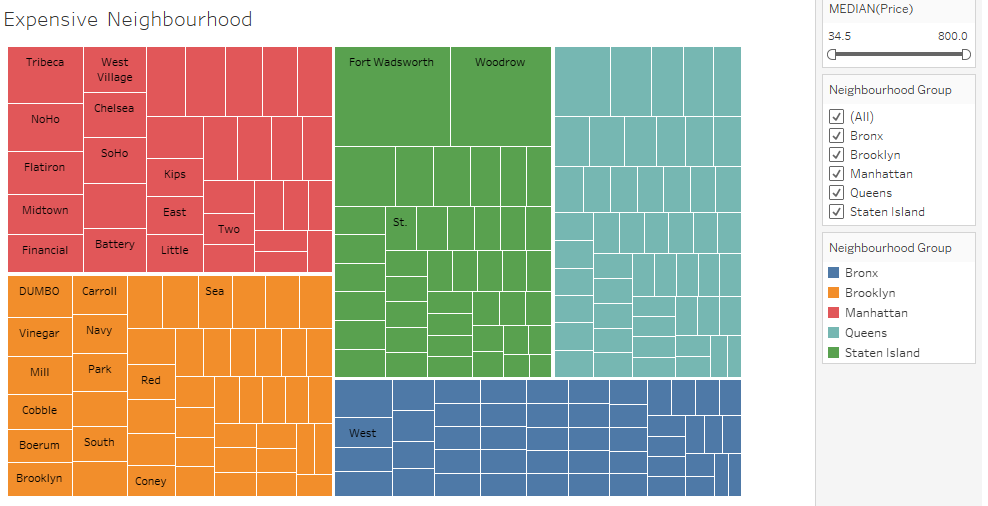 Expensive Neighbourhood
Tribeca
NoHo
Flatiron
Midtown
Financial
West
Village
Chelsea
SoHo
Battery
Kips
East
Little
Two
DUMBO
Vinegar
Mill
Cobble
Boerum
Brooklyn
Carroll
Navy
Park
South
Red
Coney
Sea
Fort Wadsworth
Woodrow
St.
West
MEDIAN(Price)
34.5 800.0
Neighbourhood Group
(All)
Bronx
Brooklyn
Manhattan
Queens
Staten Island
Neighbourhood Group
Bronx
Brooklyn
Manhattan
Queens
Staten Island